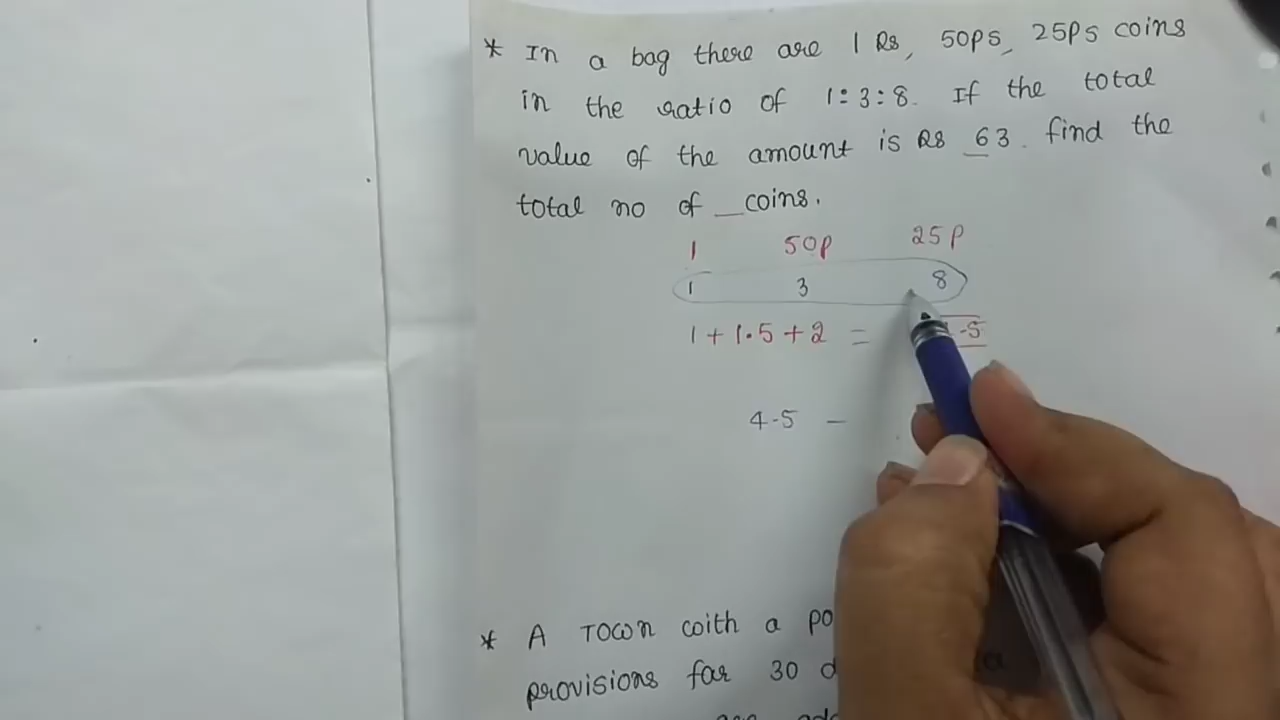 * In a bag there are 1 Rs, 50ps, 25ps coins
in the ratio of 1:3:8. If the total
value of the amount is Rs 63. find the
total no of _ coins.
1 50p 25p
1 3 8
1 + 1.5 + 2 = .5
4.5 -
* A Town with a
provisions for 30